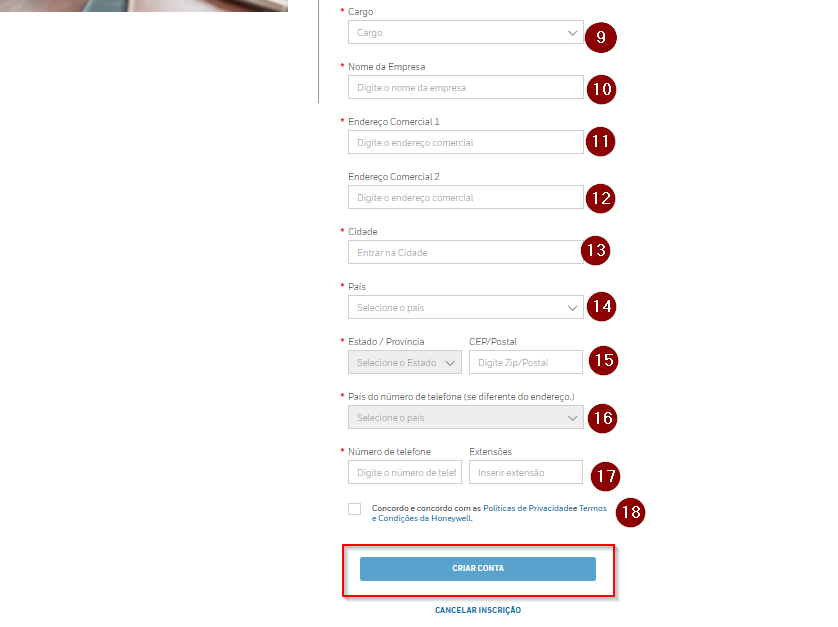 * Cargo
Cargo
9
* Nome da Empresa
Digite o nome da empresa
10
* Endereço Comercial 1
Digite o endereço comercial
11
Endereço Comercial 2
Digite o endereço comercial
12
* Cidade
Entrar na Cidade
13
* País
Selecione o país
14
* Estado / Província CEP/Postal
Selecione o Estado Digite Zip/Postal
15
* País do número de telefone (se diferente do endereço.)
Selecione o país
16
* Número de telefone Extensões
Digite o número de telef Inserir extensão
17
Concordo e concordo com as Políticas de Privacidadee Termos
e Condições da Honeywell.
18
CRIAR CONTA
CANCELAR INSCRIÇÃO